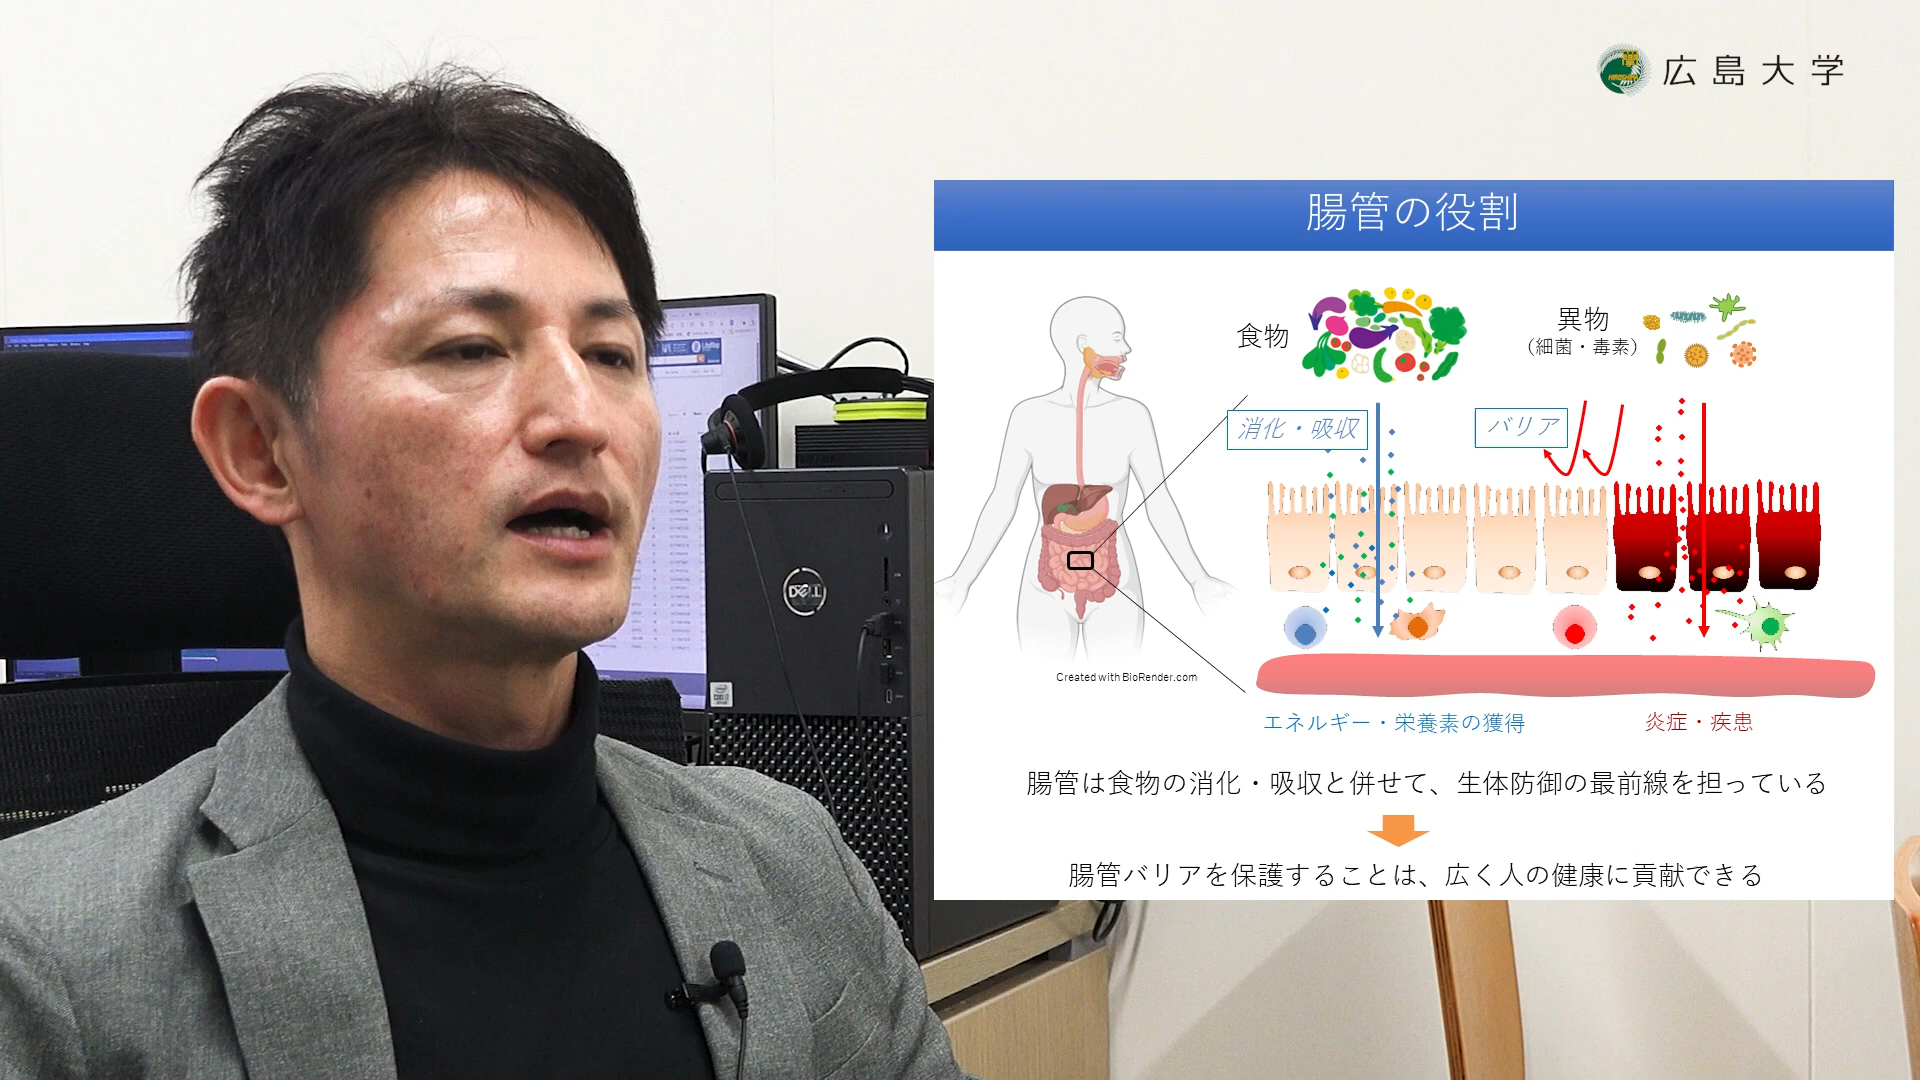 広島大学
腸管の役割
食物
異物
（細菌・毒素）
消化・吸収
バリア
Created with BioRender.com
エネルギー・栄養素の獲得
炎症・疾患
腸管は食物の消化・吸収と併せて、生体防御の最前線を担っている
腸管バリアを保護することは、広く人の健康に貢献できる
DELL